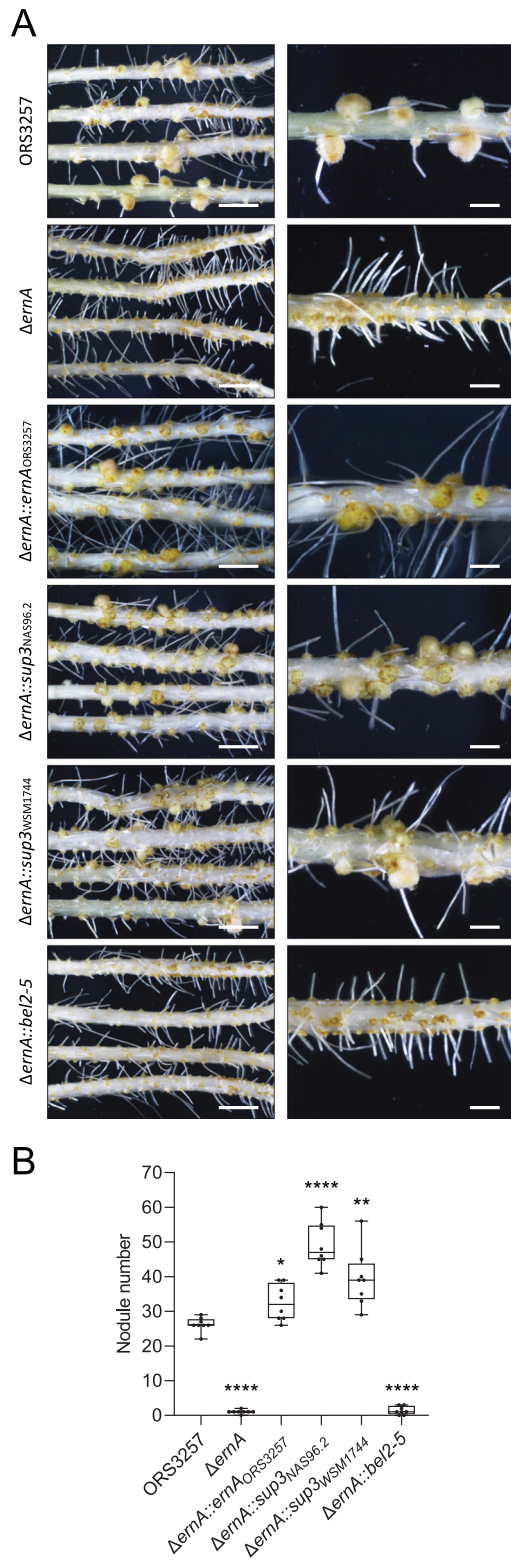 A
ORS3257
ΔernA
ΔernA::ernAORS3257
ΔernA::sup3NAS96.2
ΔernA::sup3WSM1744
ΔernA::bel2-5
B
Nodule number
70
60
50
40
30
20
10
0
****
*
****
**
****
ORS3257
ΔernA
ΔernA::ernAORS3257
ΔernA::sup3NAS96.2
ΔernA::sup3WSM1744
ΔernA::bel2-5